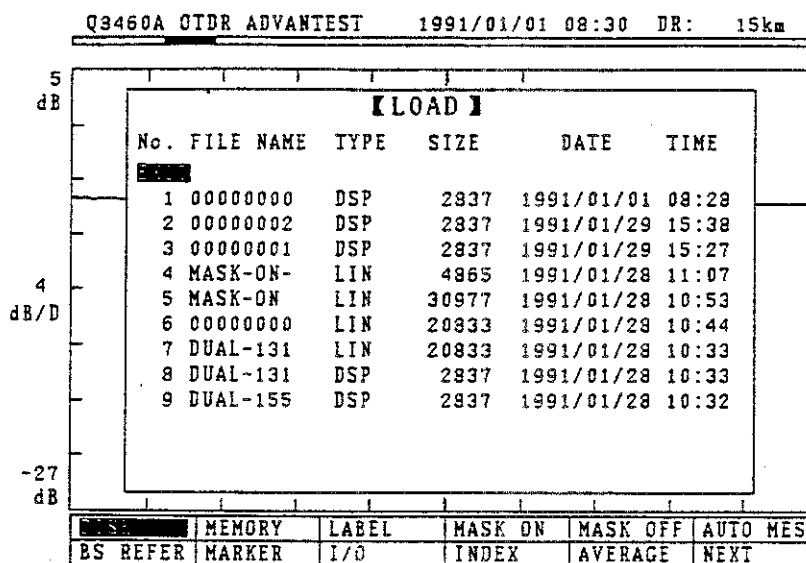 Q3460A OTDR ADVANTEST 1991/01/01 08:30 DR: 15km
5
dB
【LOAD】
No. FILE NAME TYPE SIZE DATE TIME
1 00000000 DSP 2837 1991/01/01 08:28
2 00000002 DSP 2837 1991/01/29 15:38
3 00000001 DSP 2837 1991/01/29 15:27
4 MASK-ON- LIN 4865 1991/01/28 11:07
5 MASK-ON LIN 30977 1991/01/28 10:53
6 00000000 LIN 20833 1991/01/28 10:44
7 DUAL-131 LIN 20833 1991/01/28 10:33
8 DUAL-131 DSP 2837 1991/01/28 10:33
9 DUAL-155 DSP 2837 1991/01/28 10:32
4
dB/D
-27
dB
MEMORY LABEL MASK ON MASK OFF AUTO MES
BS REFER MARKER I/O INDEX AVERAGE NEXT